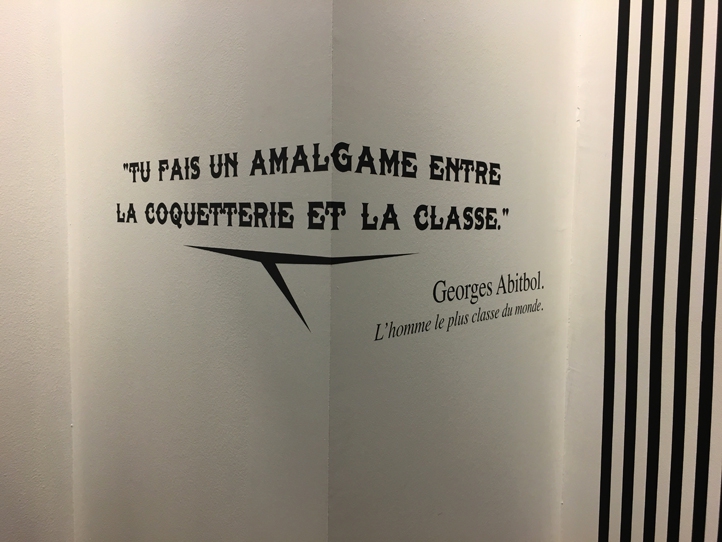 "TU FAIS UN AMALGAME ENTRE
LA COQUETTERIE ET LA CLASSE."
Georges Abitbol.
L'homme le plus classe du monde.